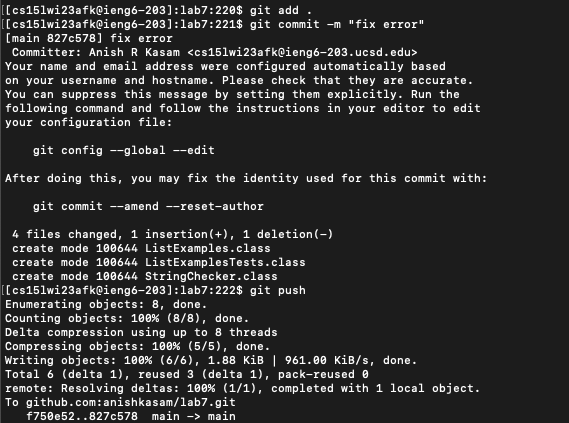 [[cs15lwi23afk@ieng6-203]:lab7:220$ git add .
[[cs15lwi23afk@ieng6-203]:lab7:221$ git commit -m "fix error"
[main 827c578] fix error
 Committer: Anish R Kasam <cs15lwi23afk@ieng6-203.ucsd.edu>
Your name and email address were configured automatically based
on your username and hostname. Please check that they are accurate.
You can suppress this message by setting them explicitly. Run the
following command and follow the instructions in your editor to edit
your configuration file:

    git config --global --edit

After doing this, you may fix the identity used for this commit with:

    git commit --amend --reset-author

 4 files changed, 1 insertion(+), 1 deletion(-)
 create mode 100644 ListExamples.class
 create mode 100644 ListExamplesTests.class
 create mode 100644 StringChecker.class
[[cs15lwi23afk@ieng6-203]:lab7:222$ git push
Enumerating objects: 8, done.
Counting objects: 100% (8/8), done.
Delta compression using up to 8 threads
Compressing objects: 100% (5/5), done.
Writing objects: 100% (6/6), 1.88 KiB | 961.00 KiB/s, done.
Total 6 (delta 1), reused 3 (delta 1), pack-reused 0
remote: Resolving deltas: 100% (1/1), completed with 1 local object.
To github.com:anishkasam/lab7.git
   f750e52..827c578  main -> main